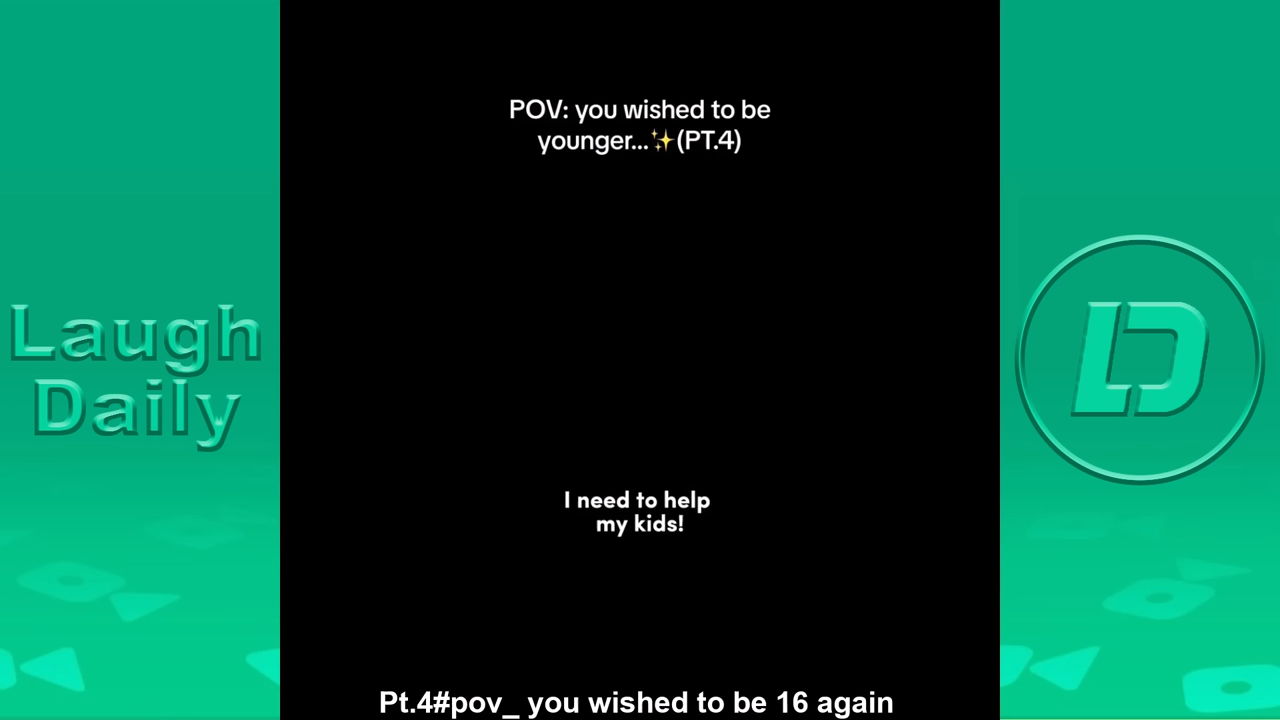 POV: you wished to be
younger...✨(PT.4)
Laugh
Daily
LD
I need to help
my kids!
Pt.4#pov_ you wished to be 16 again